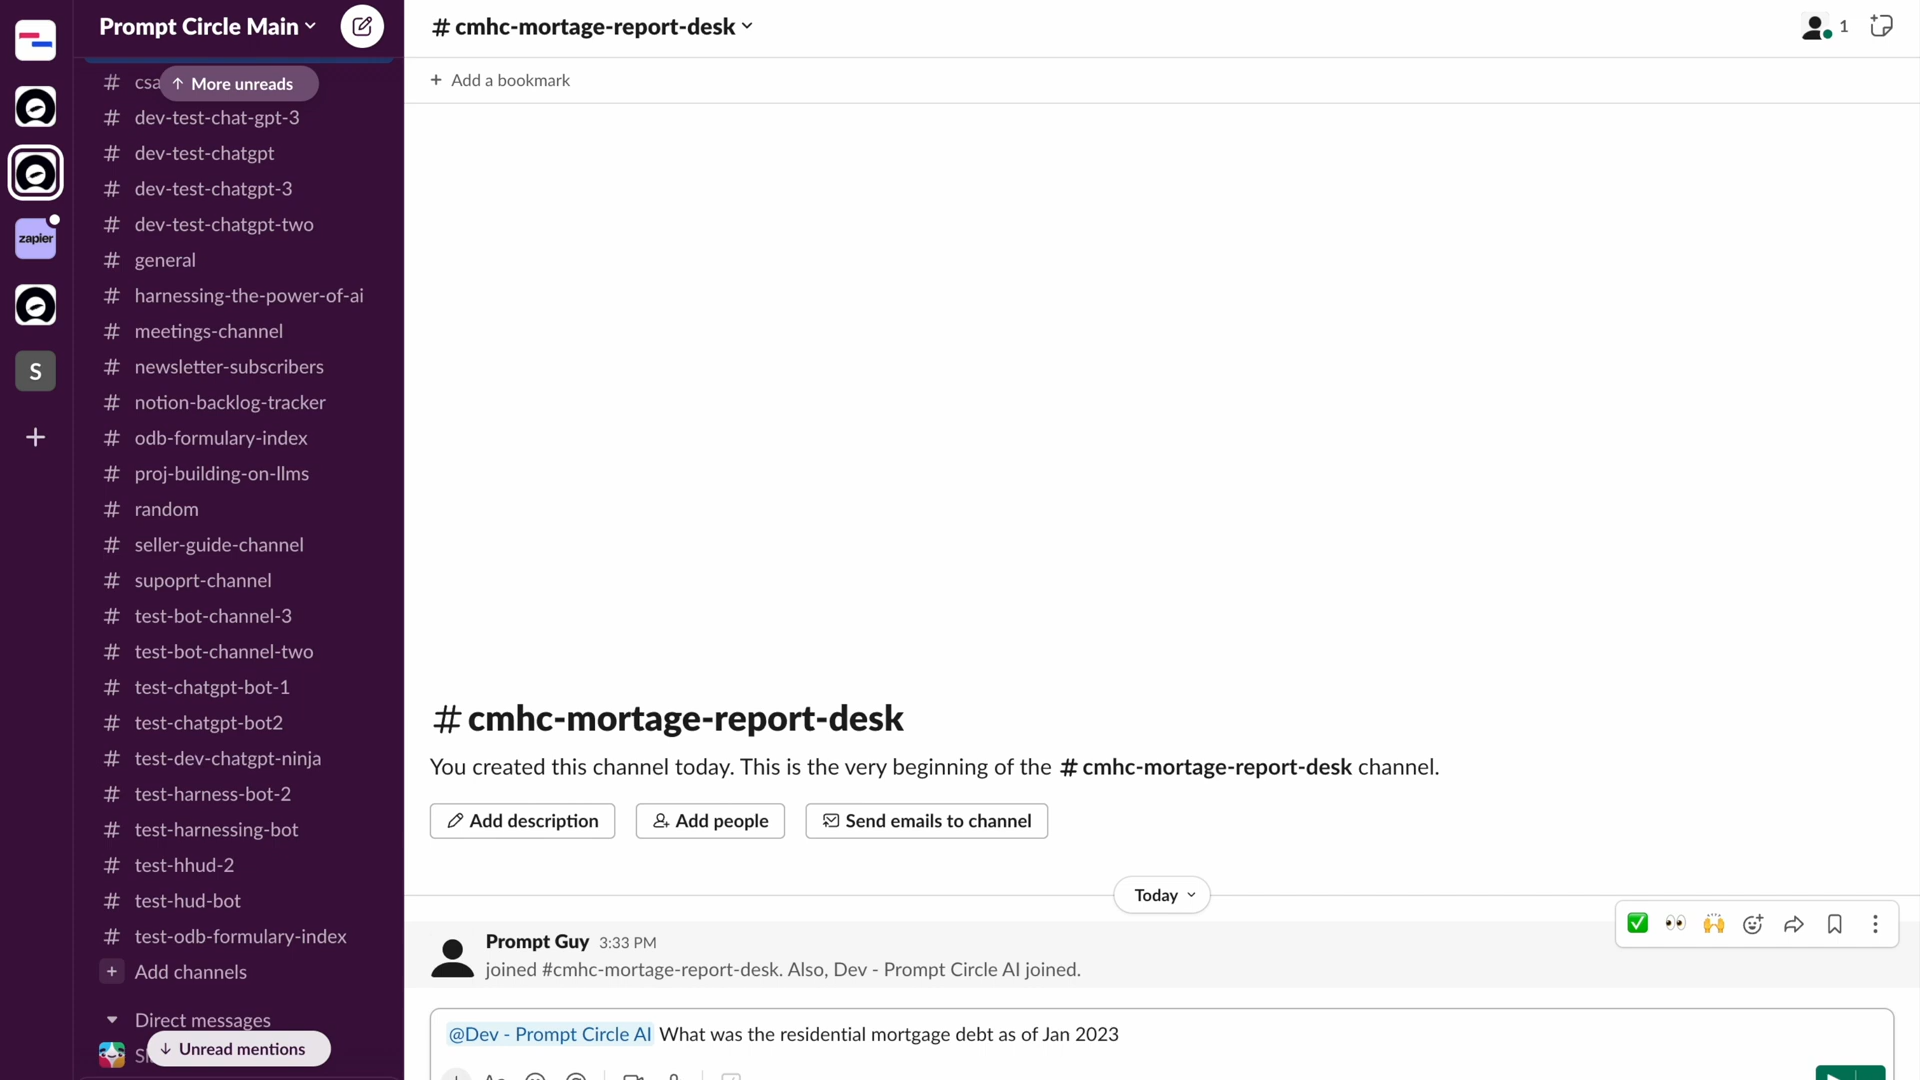 Prompt Circle Main
# cmhc-mortage-report-desk
1
+ Add a bookmark
zapier
S
↑ More unreads
# csa
# dev-test-chat-gpt-3
# dev-test-chatgpt
# dev-test-chatgpt-3
# dev-test-chatgpt-two
# general
# harnessing-the-power-of-ai
# meetings-channel
# newsletter-subscribers
# notion-backlog-tracker
# odb-formulary-index
# proj-building-on-llms
# random
# seller-guide-channel
# supoprt-channel
# test-bot-channel-3
# test-bot-channel-two
# test-chatgpt-bot-1
# test-chatgpt-bot2
# test-dev-chatgpt-ninja
# test-harness-bot-2
# test-harnessing-bot
# test-hhud-2
# test-hud-bot
# test-odb-formulary-index
+ Add channels
Direct messages
↓ Unread mentions
# cmhc-mortage-report-desk
You created this channel today. This is the very beginning of the # cmhc-mortage-report-desk channel.
Add description
Add people
Send emails to channel
Today
Prompt Guy 3:33 PM
joined #cmhc-mortage-report-desk. Also, Dev - Prompt Circle AI joined.
@Dev - Prompt Circle AI What was the residential mortgage debt as of Jan 2023